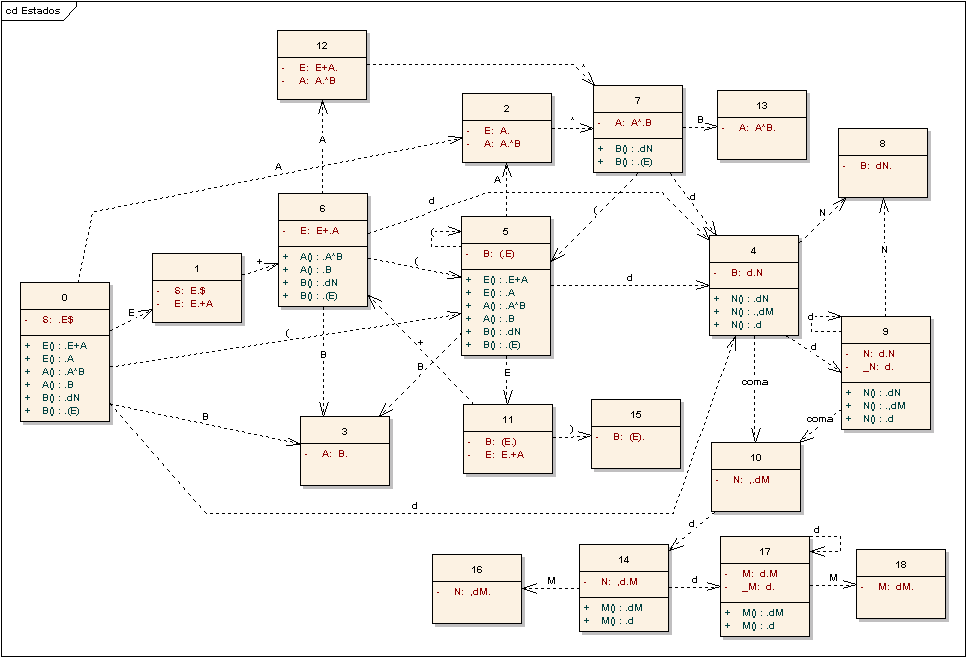 cd Estados
12
- E: E+A.
- A: A.*B
*
A
7
- A: A*.B
+ B() : .dN
+ B() : .(E)
B
13
- A: A*B.
2
- E: A.
- A: A.*B
*
A
8
- B: dN.
A
6
- E: E+.A
+ A() : .A*B
+ A() : .B
+ B() : .dN
+ B() : .(E)
d
(
5
- B: (.E)
+ E() : .E+A
+ E() : .A
+ A() : .A*B
+ A() : .B
+ B() : .dN
+ B() : .(E)
(
(
d
N
4
- B: d.N
+ N() : .dN
+ N() : .,dM
+ N() : .d
d
N
1
- S: E.$
- E: E.+A
+
0
- S: .E$
+ E() : .E+A
+ E() : .A
+ A() : .A*B
+ A() : .B
+ B() : .dN
+ B() : .(E)
E
(
B
B
B
E
+
d
d
9
- N: d.N
- _N: d.
+ N() : .dN
+ N() : .,dM
+ N() : .d
coma
coma
3
- A: B.
11
- B: (E.)
- E: E.+A
)
15
- B: (E).
10
- N: ,.dM
d
d
16
- N: ,dM.
M
14
- N: ,d.M
+ M() : .dM
+ M() : .d
d
17
- M: d.M
- _M: d.
+ M() : .dM
+ M() : .d
d
M
18
- M: dM.